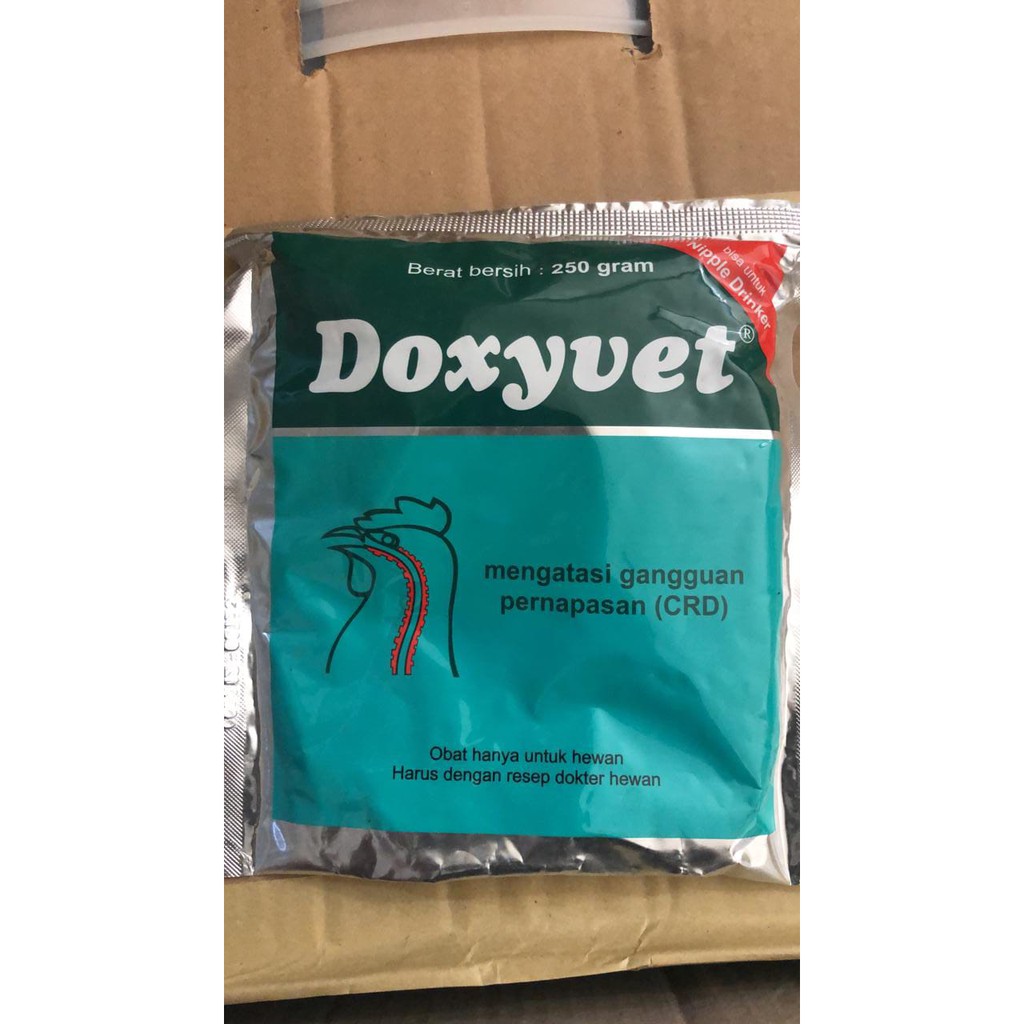 Berat bersih : 250 gram
bisa untuk
Nipple Drinker
Doxyvet®
mengatasi gangguan
pernapasan (CRD)
Obat hanya untuk hewan
Harus dengan resep dokter hewan